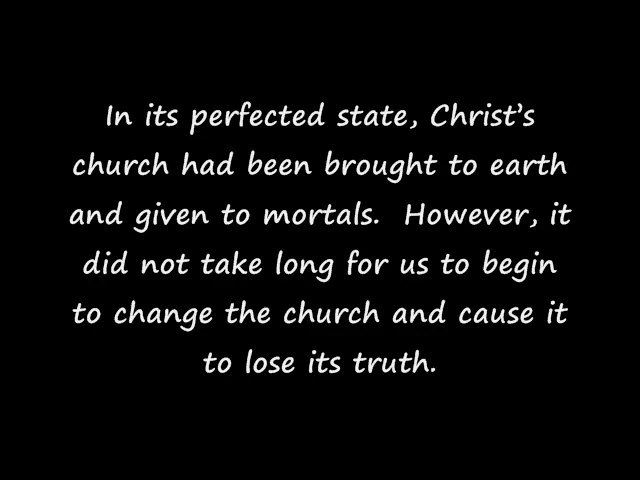 In its perfected state, Christ's
church had been brought to earth
and given to mortals.  However, it
did not take long for us to begin
to change the church and cause it
to lose its truth.